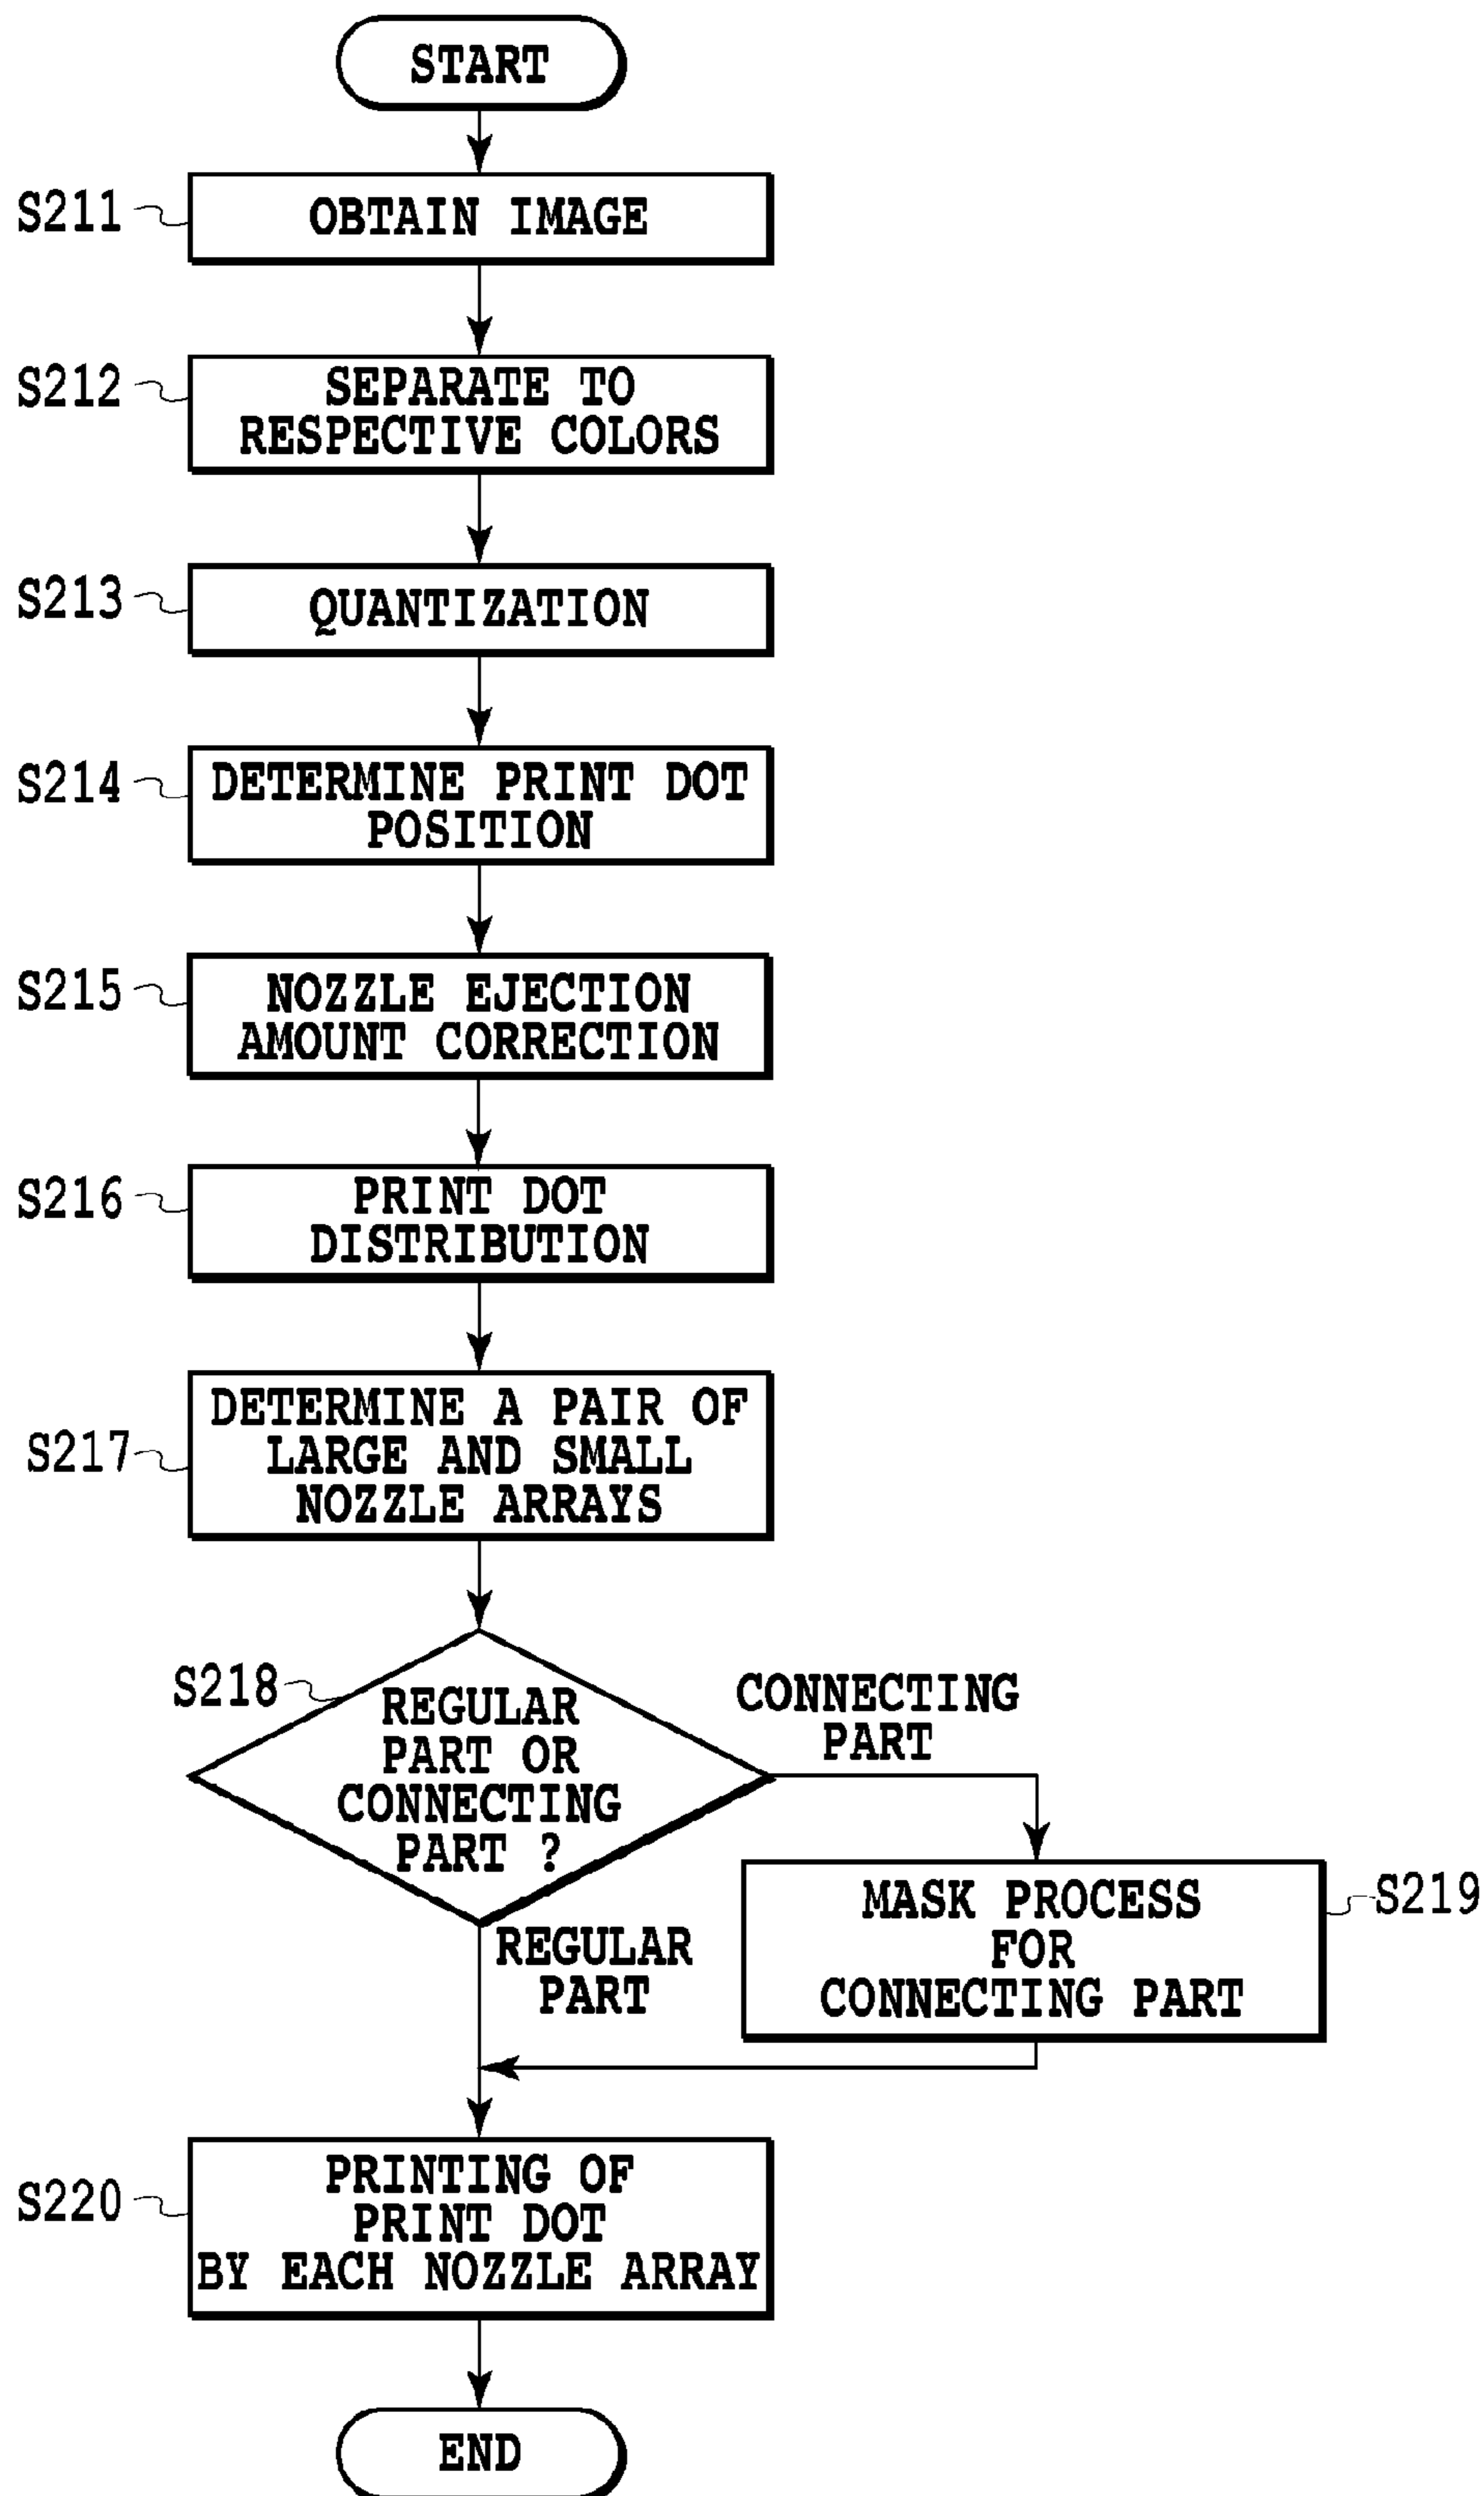 START
S211
OBTAIN IMAGE
S212
SEPARATE TO
RESPECTIVE COLORS
S213
QUANTIZATION
S214
DETERMINE PRINT DOT
POSITION
S215
NOZZLE EJECTION
AMOUNT CORRECTION
S216
PRINT DOT
DISTRIBUTION
S217
DETERMINE A PAIR OF
LARGE AND SMALL
NOZZLE ARRAYS
S218
REGULAR
PART OR
CONNECTING
PART ?
CONNECTING
PART
REGULAR
PART
MASK PROCESS
FOR
CONNECTING PART
S219
S220
PRINTING OF
PRINT DOT
BY EACH NOZZLE ARRAY
END